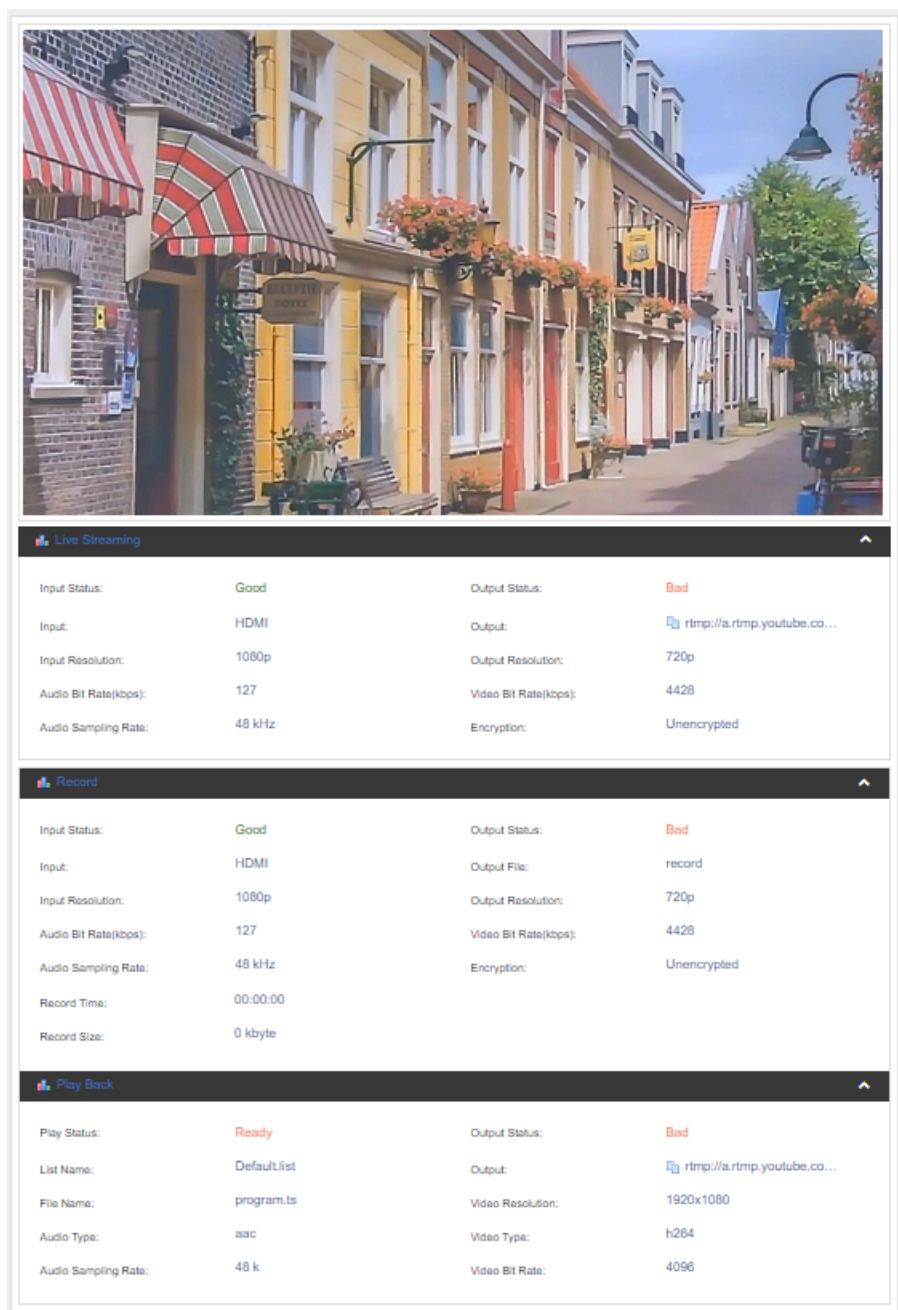 RECEPTIE
HOTEL
Live Streaming
Input Status: Good Output Status: Bad
Input: HDMI Output: rtmp://a.rtmp.youtube.co...
Input Resolution: 1080p Output Resolution: 720p
Audio Bit Rate(kbps): 127 Video Bit Rate(kbps): 4428
Audio Sampling Rate: 48 kHz Encryption: Unencrypted
Record
Input Status: Good Output Status: Bad
Input: HDMI Output File: record
Input Resolution: 1080p Output Resolution: 720p
Audio Bit Rate(kbps): 127 Video Bit Rate(kbps): 4428
Audio Sampling Rate: 48 kHz Encryption: Unencrypted
Record Time: 00:00:00
Record Size: 0 kbyte
Play Back
Play Status: Ready Output Status: Bad
List Name: Default.list Output: rtmp://a.rtmp.youtube.co...
File Name: program.ts Video Resolution: 1920x1080
Audio Type: aac Video Type: h264
Audio Sampling Rate: 48 k Video Bit Rate: 4096